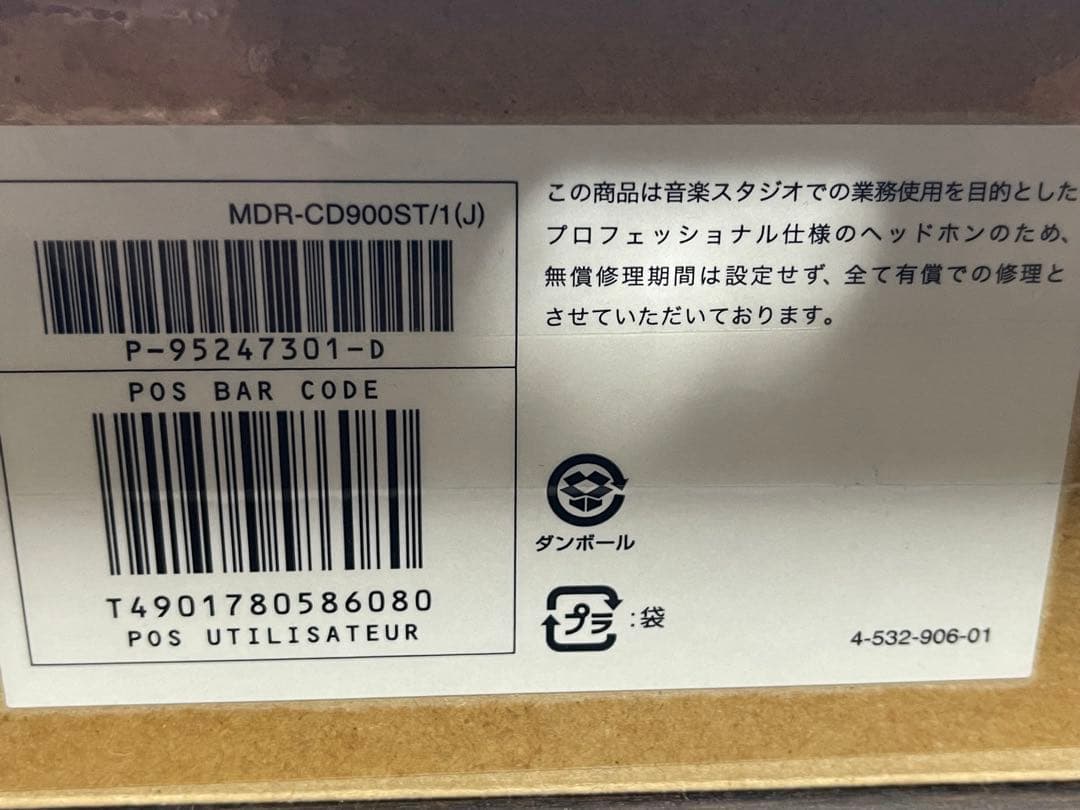 MDR-CD900ST/1(J)
P-95247301-D
POS BAR CODE
T4901780586080
POS UTILISATEUR
この商品は音楽スタジオでの業務使用を目的とした
プロフェッショナル仕様のヘッドホンのため、
無償修理期間は設定せず、全て有償での修理と
させていただいております。
ダンボール
プラ :袋
4-532-906-01